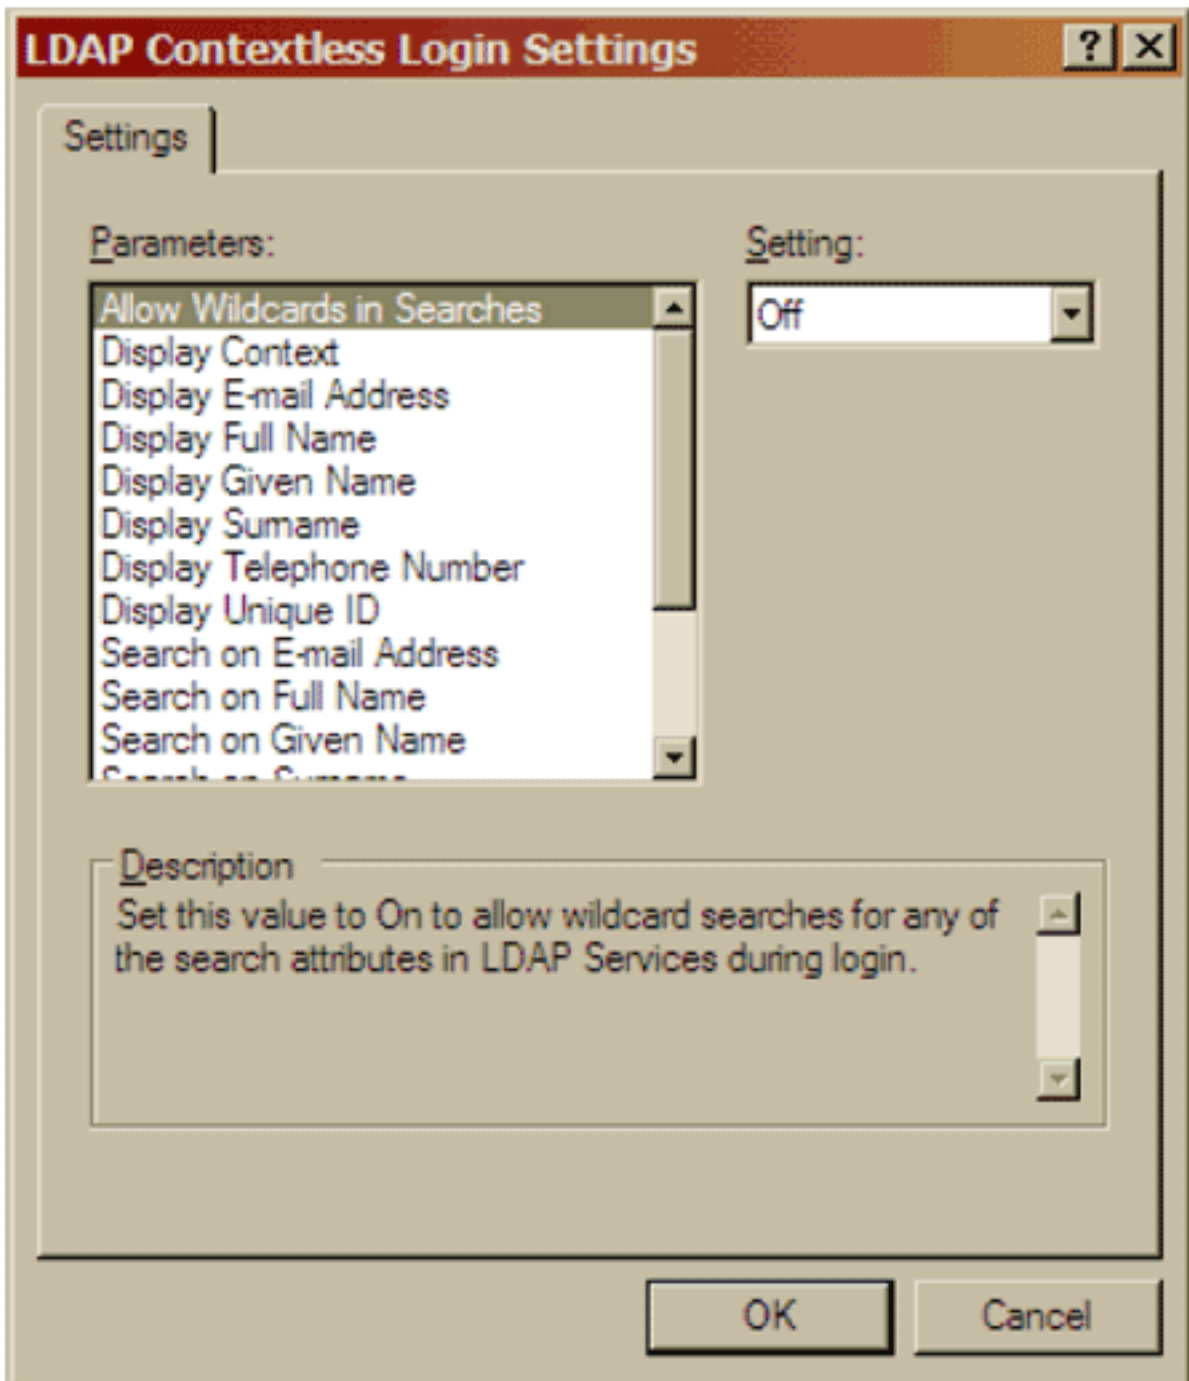 LDAP Contextless Login Settings
Settings
Parameters:
Setting:
Allow Wildcards in Searches
Off
Display Context
Display E-mail Address
Display Full Name
Display Given Name
Display Surname
Display Telephone Number
Display Unique ID
Search on E-mail Address
Search on Full Name
Search on Given Name
Search on Surname
Description
Set this value to On to allow wildcard searches for any of
the search attributes in LDAP Services during login.
OK
Cancel